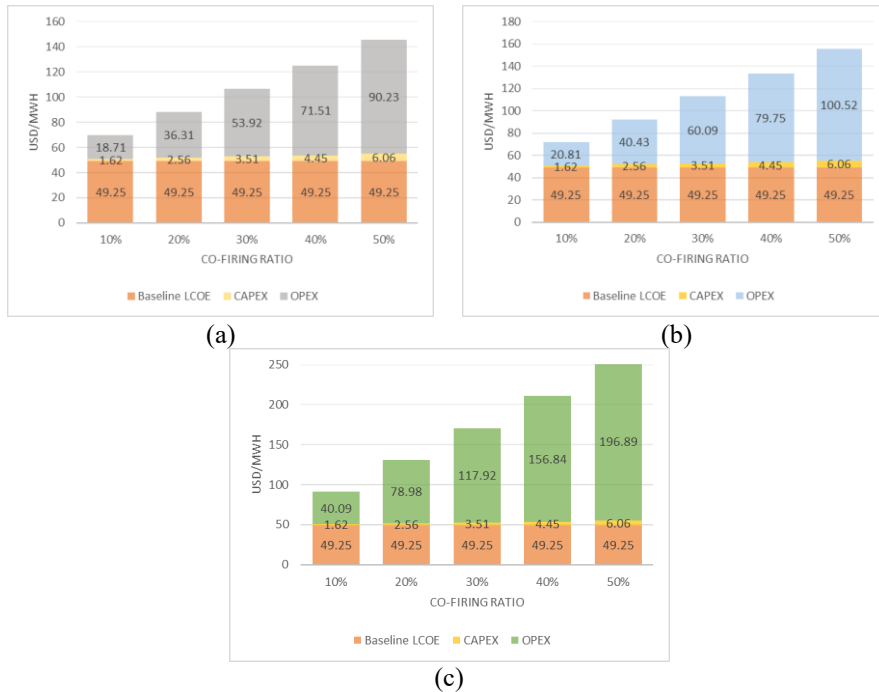 160
140
120
100
80
60
40
20
0
USD/MWH
18.71 36.31 53.92 71.51 90.23
1.62 2.56 3.51 4.45 6.06
49.25 49.25 49.25 49.25 49.25
10% 20% 30% 40% 50%
CO-FIRING RATIO
Baseline LCOE CAPEX OPEX
(a)
180
160
140
120
100
80
60
40
20
0
USD/MWH
20.81 40.43 60.09 79.75 100.52
1.62 2.56 3.51 4.45 6.06
49.25 49.25 49.25 49.25 49.25
10% 20% 30% 40% 50%
CO-FIRING RATIO
Baseline LCOE CAPEX OPEX
(b)
250
200
150
100
50
0
USD/MWH
40.09 78.98 117.92 156.84 196.89
1.62 2.56 3.51 4.45 6.06
49.25 49.25 49.25 49.25 49.25
10% 20% 30% 40% 50%
CO-FIRING RATIO
Baseline LCOE CAPEX OPEX
(c)